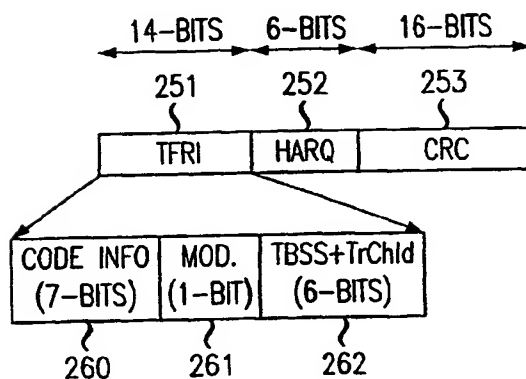 14-BITS 6-BITS 16-BITS
251 252 253
TFRI HARQ CRC
CODE INFO MOD. TBSS+TrChId
(7-BITS) (1-BIT) (6-BITS)
260 261 262